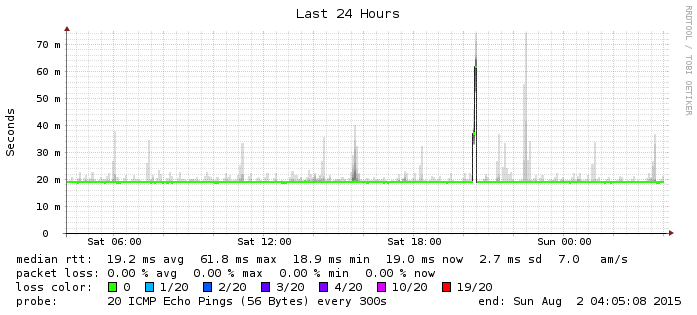 Last 24 Hours
RRDTOOL / TOBI OETIKER
Seconds
70 m
60 m
50 m
40 m
30 m
20 m
10 m
0
Sat 06:00 Sat 12:00 Sat 18:00 Sun 00:00
median rtt: 19.2 ms avg 61.8 ms max 18.9 ms min 19.0 ms now 2.7 ms sd 7.0 am/s
packet loss: 0.00 % avg 0.00 % max 0.00 % min 0.00 % now
loss color: 0 1/20 2/20 3/20 4/20 10/20 19/20
probe: 20 ICMP Echo Pings (56 Bytes) every 300s end: Sun Aug 2 04:05:08 2015